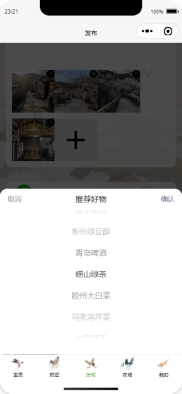 23:21 100%
发布
取消 推荐好物 确认
青岛啤酒
崂山绿茶
胶州大白菜
马家沟芹菜
主页 附近 发布 农场 我的